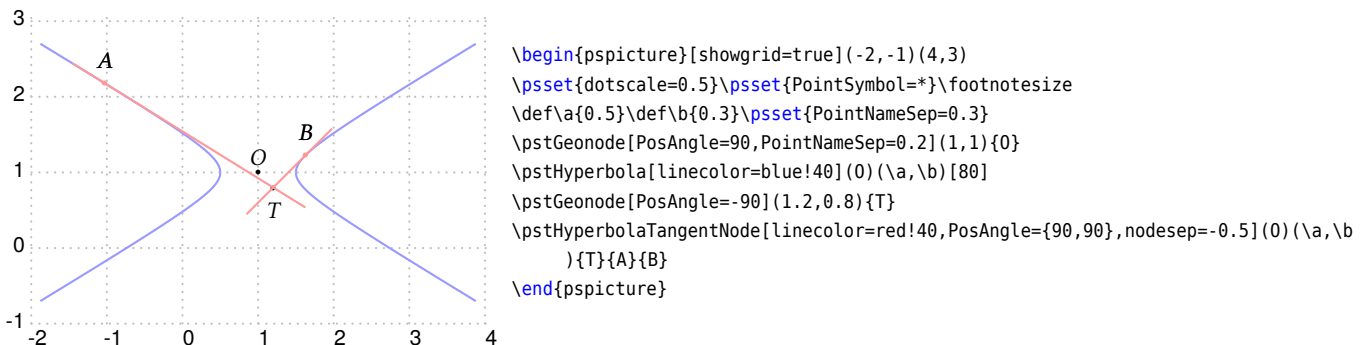 3
2
1
0
-1
-2 -1 0 1 2 3 4
A
B
O
T
\begin{pspicture}[showgrid=true](-2,-1)(4,3)
\psset{dotscale=0.5}\psset{PointSymbol=*}\footnotesize
\def\a{0.5}\def\b{0.3}\psset{PointNameSep=0.3}
\pstGeonode[PosAngle=90,PointNameSep=0.2](1,1){O}
\pstHyperbola[linecolor=blue!40](O)(\a,\b)[80]
\pstGeonode[PosAngle=-90](1.2,0.8){T}
\pstHyperbolaTangentNode[linecolor=red!40,PosAngle={90,90},nodesep=-0.5](O)(\a,\b
){T}{A}{B}
\end{pspicture}